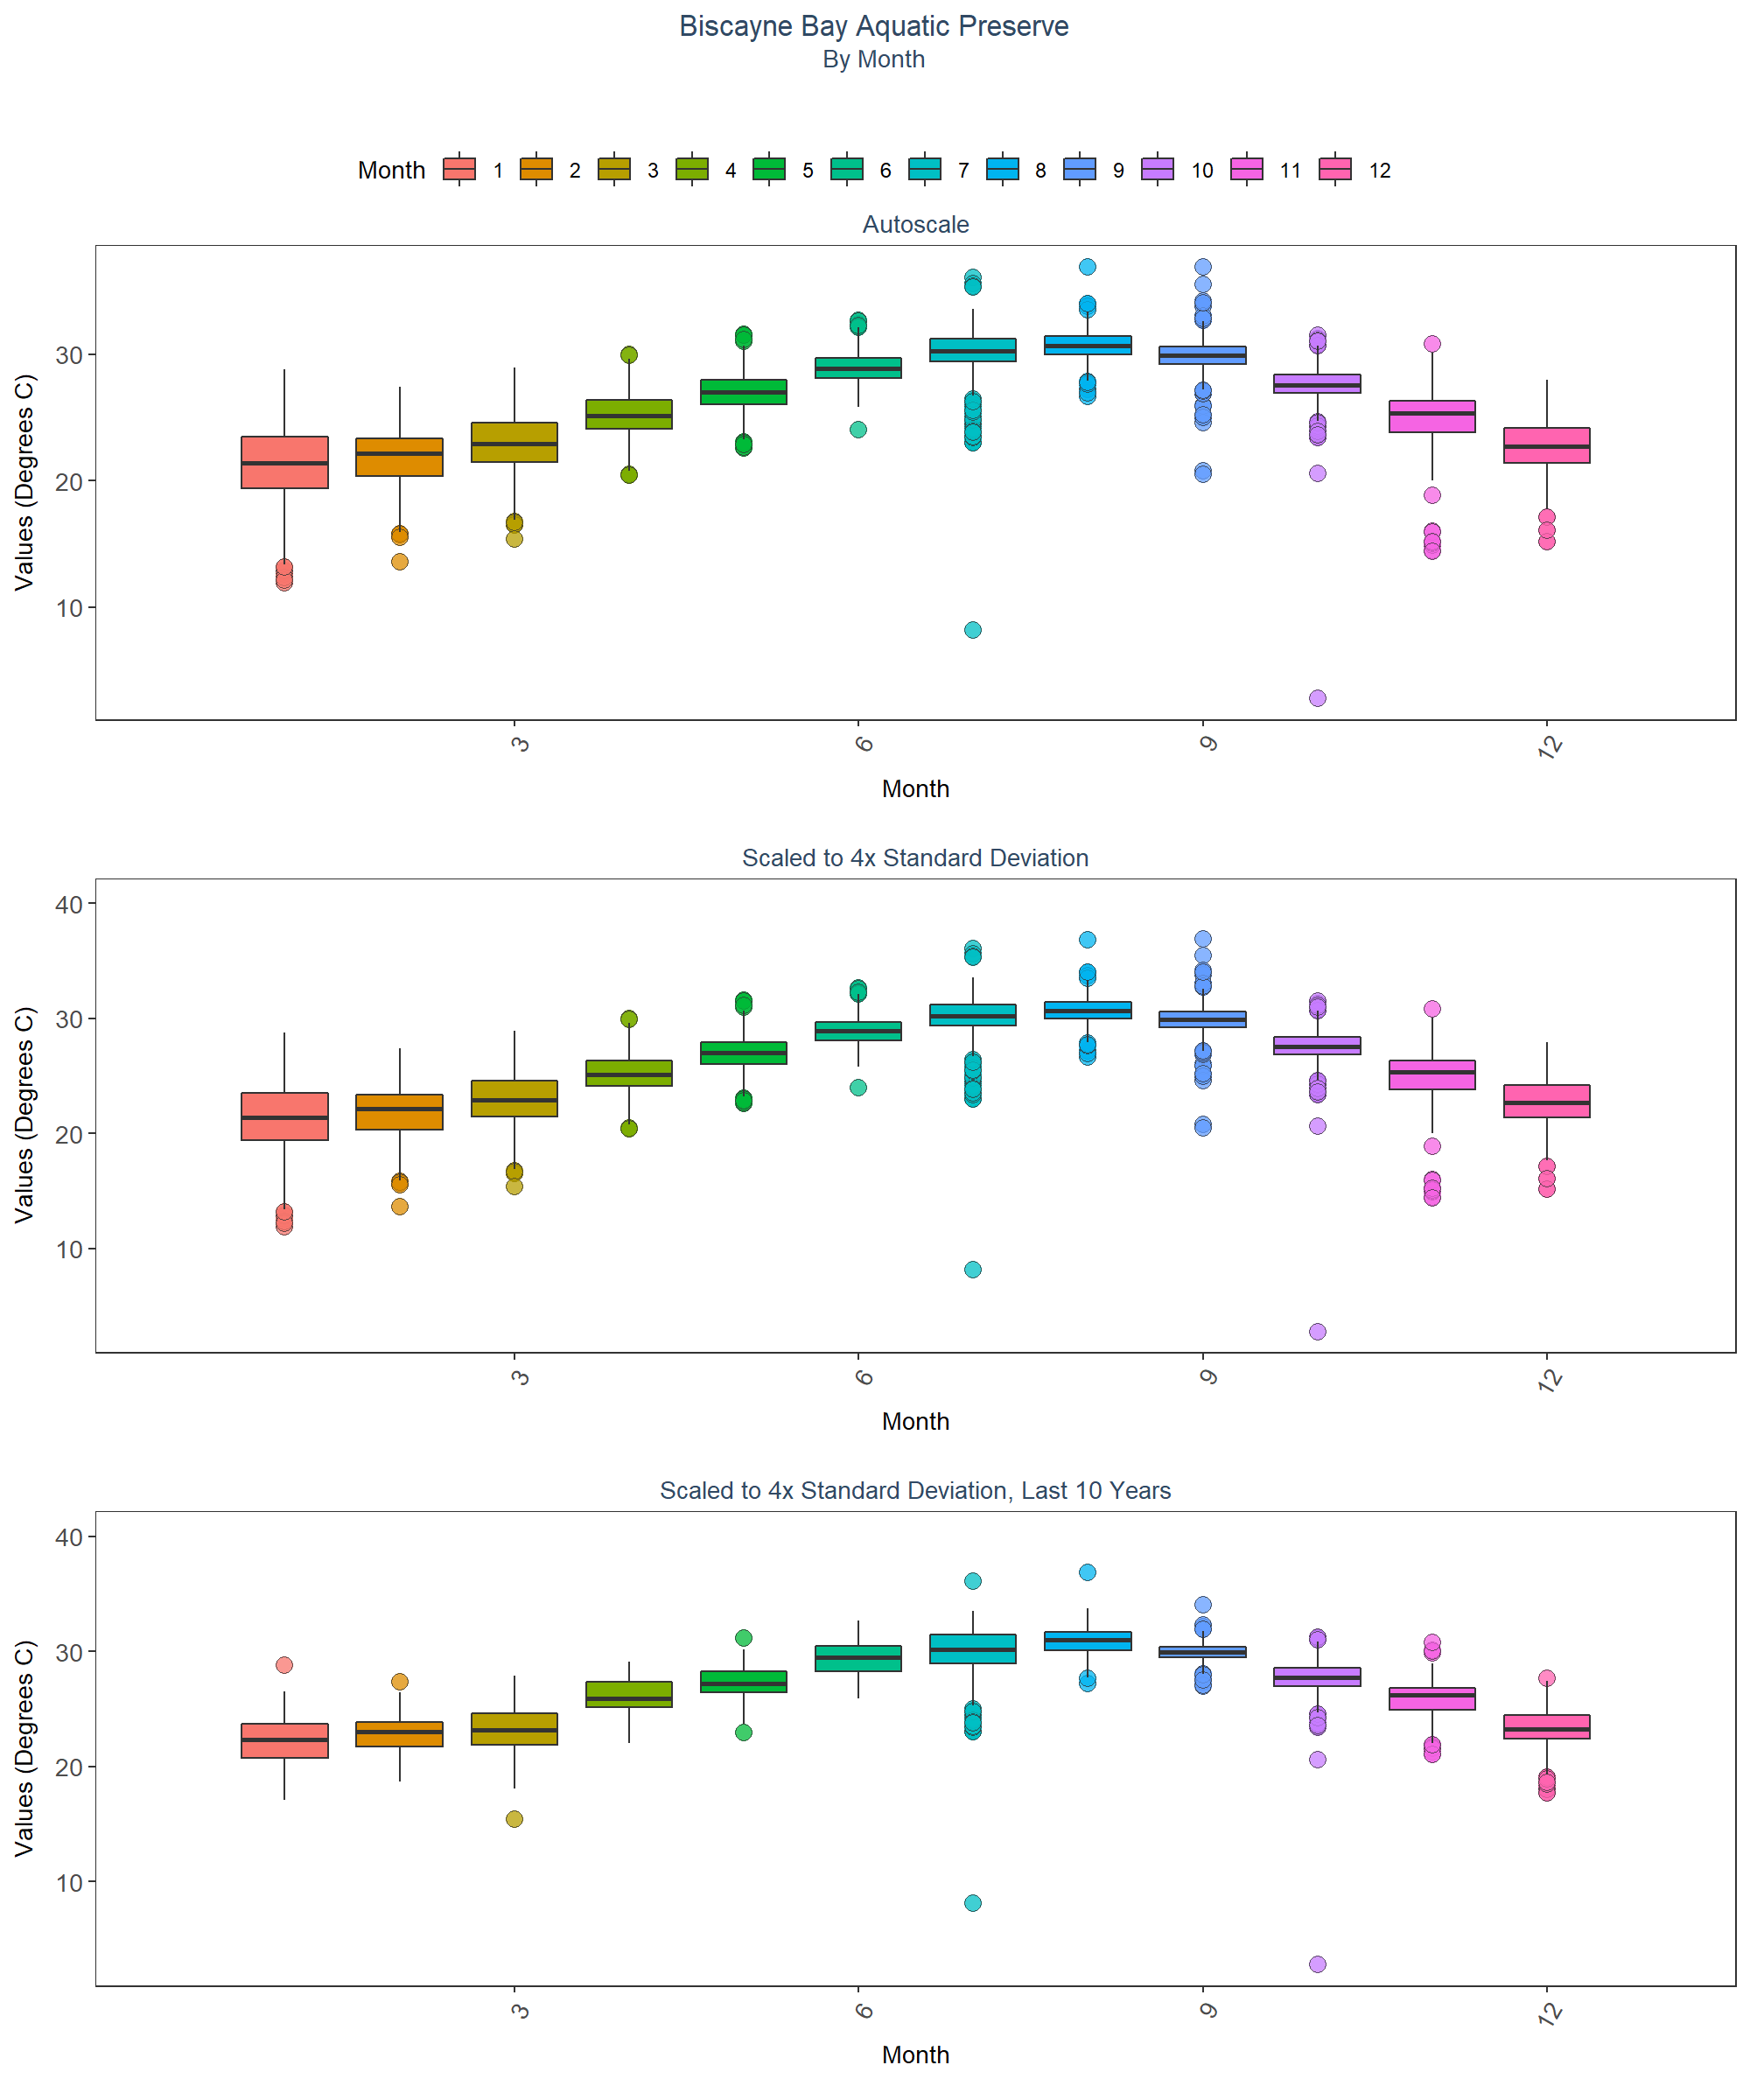 Biscayne Bay Aquatic Preserve
By Month
Month 1 2 3 4 5 6 7 8 9 10 11 12
Autoscale
Values (Degrees C)
30
20
10
3 6 9 12
Month
Scaled to 4x Standard Deviation
Values (Degrees C)
40
30
20
10
3 6 9 12
Month
Scaled to 4x Standard Deviation, Last 10 Years
Values (Degrees C)
40
30
20
10
3 6 9 12
Month